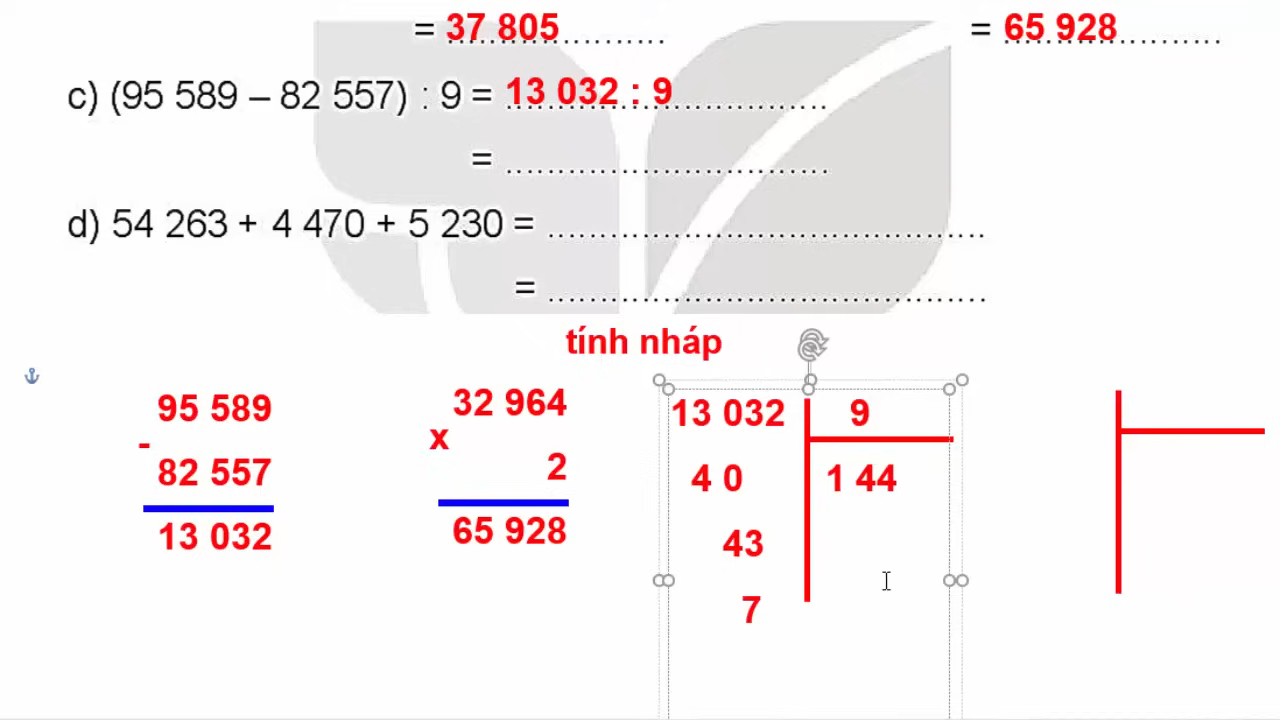 = 37 805 = 65 928
c) (95 589 – 82 557) : 9 = 13 032 : 9
= ..............................
d) 54 263 + 4 470 + 5 230 = ..............................
= ..............................
tính nháp
95 589
-
82 557
13 032
32 964
x
2
65 928
13 032 9
4 0 1 44
43
7